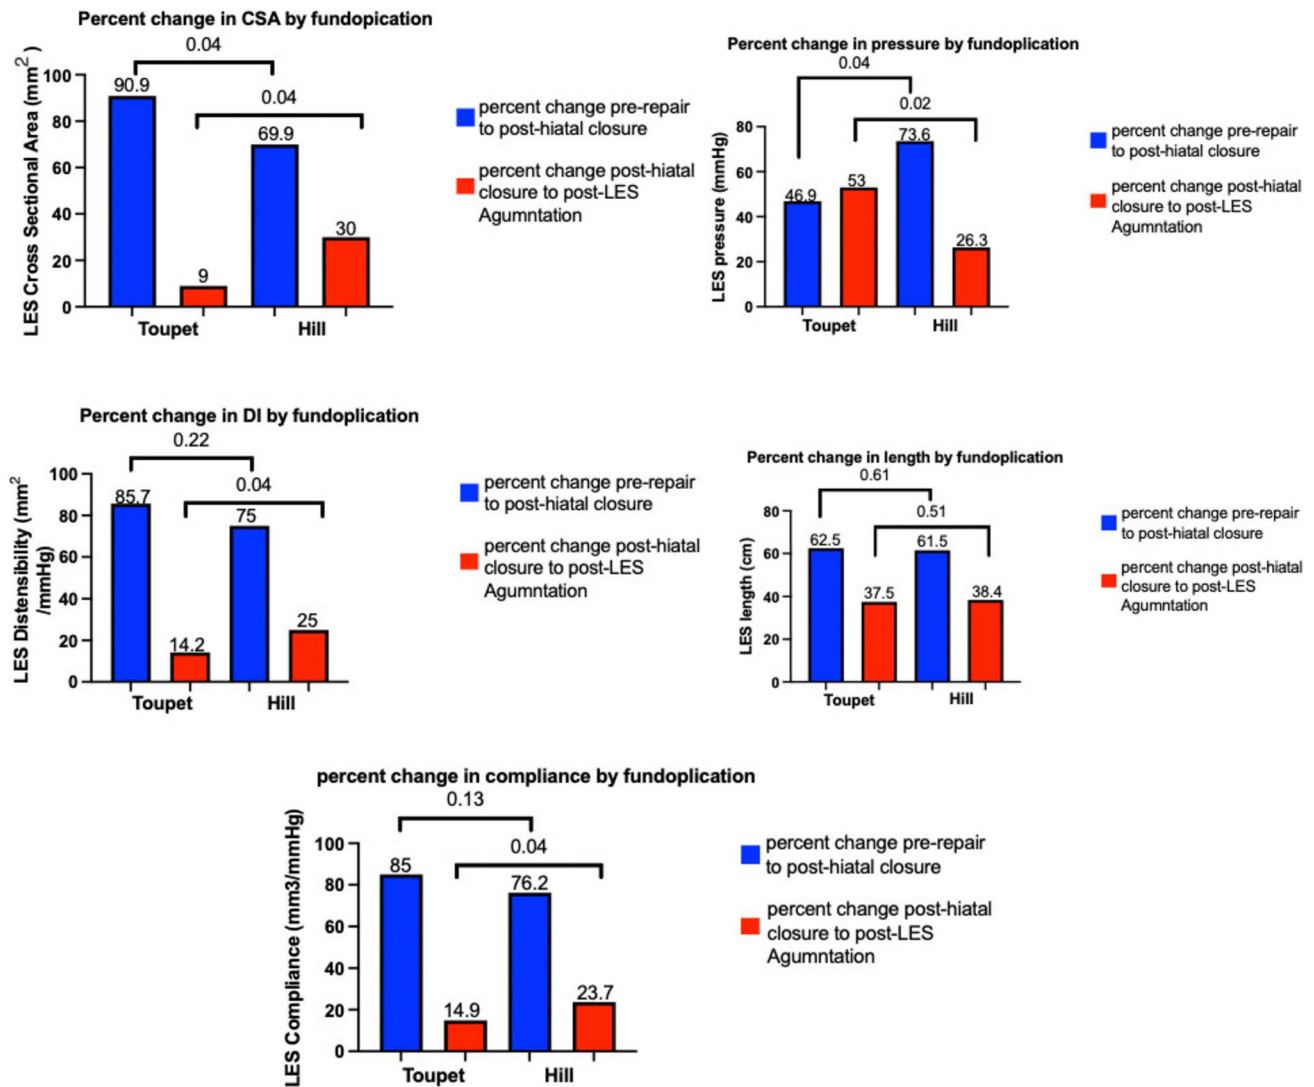 Percent change in CSA by fundopication
0.04
0.04
LES Cross Sectional Area (mm2)
100
80
60
40
20
0
90.9
9
69.9
30
Toupet
Hill
percent change pre-repair
to post-hiatal closure
percent change post-hiatal
closure to post-LES
Agumntation
Percent change in pressure by fundoplication
0.04
0.02
LES pressure (mmHg)
80
60
40
20
0
46.9
53
73.6
26.3
Toupet
Hill
percent change pre-repair
to post-hiatal closure
percent change post-hiatal
closure to post-LES
Agumntation
Percent change in DI by fundoplication
0.22
0.04
LES Distensibility (mm2
/mmHg)
100
80
60
40
20
0
85.7
14.2
75
25
Toupet
Hill
percent change pre-repair
to post-hiatal closure
percent change post-hiatal
closure to post-LES
Agumntation
Percent change in length by fundoplication
0.61
0.51
LES length (cm)
80
60
40
20
0
62.5
37.5
61.5
38.4
Toupet
Hill
percent change pre-repair
to post-hiatal closure
percent change post-hiatal
closure to post-LES
Agumntation
percent change in compliance by fundoplication
0.13
0.04
LES Compliance (mm3/mmHg)
100
80
60
40
20
0
85
14.9
76.2
23.7
Toupet
Hill
percent change pre-repair
to post-hiatal closure
percent change post-hiatal
closure to post-LES
Agumntation